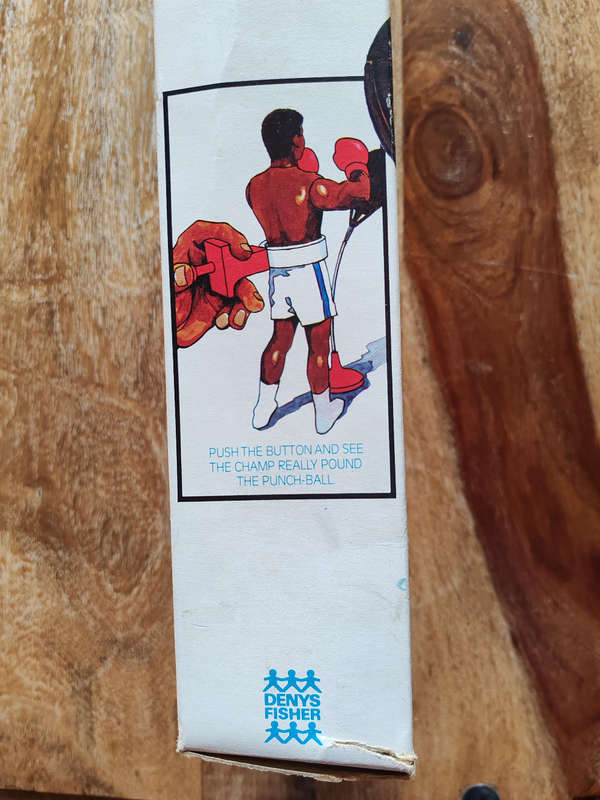 PUSH THE BUTTON AND SEE
THE CHAMP REALLY POUND
THE PUNCH-BALL
DENYS
FISHER